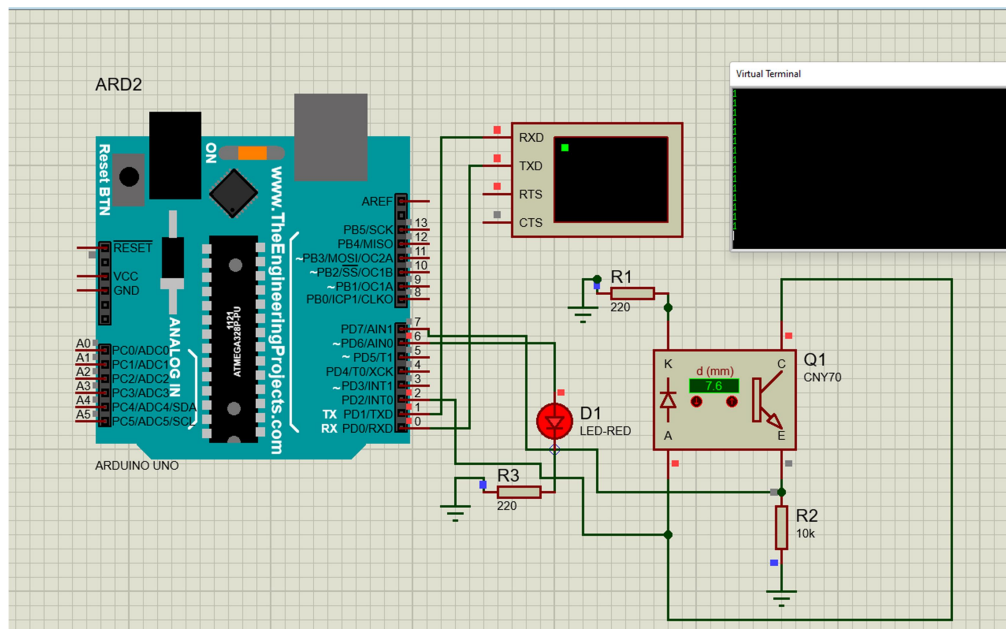 ARD2
Reset BTN
ON
www.TheEngineeringProjects.com
RESET
VCC
GND
AREF
PB5/SCK
13
PB4/MISO
12
~PB3/MOSI/OC2A
11
~PB2/SS/OC1B
10
~PB1/OC1A
9
PB0/ICP1/CLKO
8
PD7/AIN1
7
~PD6/AIN0
6
~PD5/T1
5
PD4/T0/XCK
4
~PD3/INT1
3
PD2/INT0
2
TX
PD1/TXD
1
RX
PD0/RXD
0
1121
ATMEGA328P-PU
ANALOG IN
A0
PC0/ADC0
A1
PC1/ADC1
A2
PC2/ADC2
A3
PC3/ADC3
A4
PC4/ADC4/SDA
A5
PC5/ADC5/SCL
ARDUINO UNO
RXD
TXD
RTS
CTS
Virtual Terminal
R1
220
D1
LED-RED
R3
220
K
C
d (mm)
7.6
A
E
Q1
CNY70
R2
10k